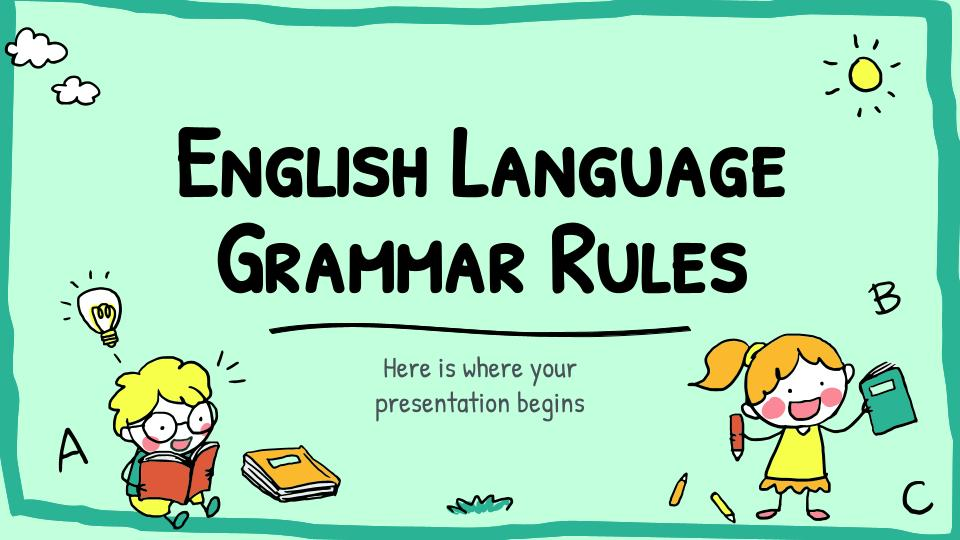 English Language
Grammar Rules
Here is where your
presentation begins
B
A
C